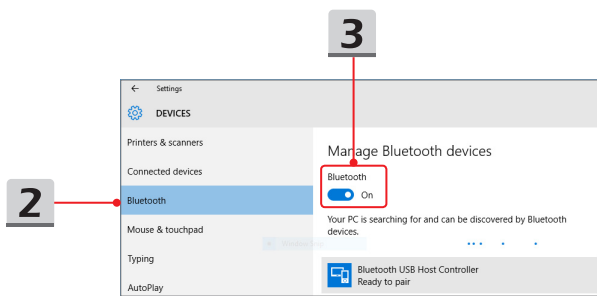 3
← Settings
DEVICES
Printers & scanners
Connected devices
2
Bluetooth
Mouse & touchpad
Typing
AutoPlay
Manage Bluetooth devices
Bluetooth
On
Your PC is searching for and can be discovered by Bluetooth
devices.
Bluetooth USB Host Controller
Ready to pair